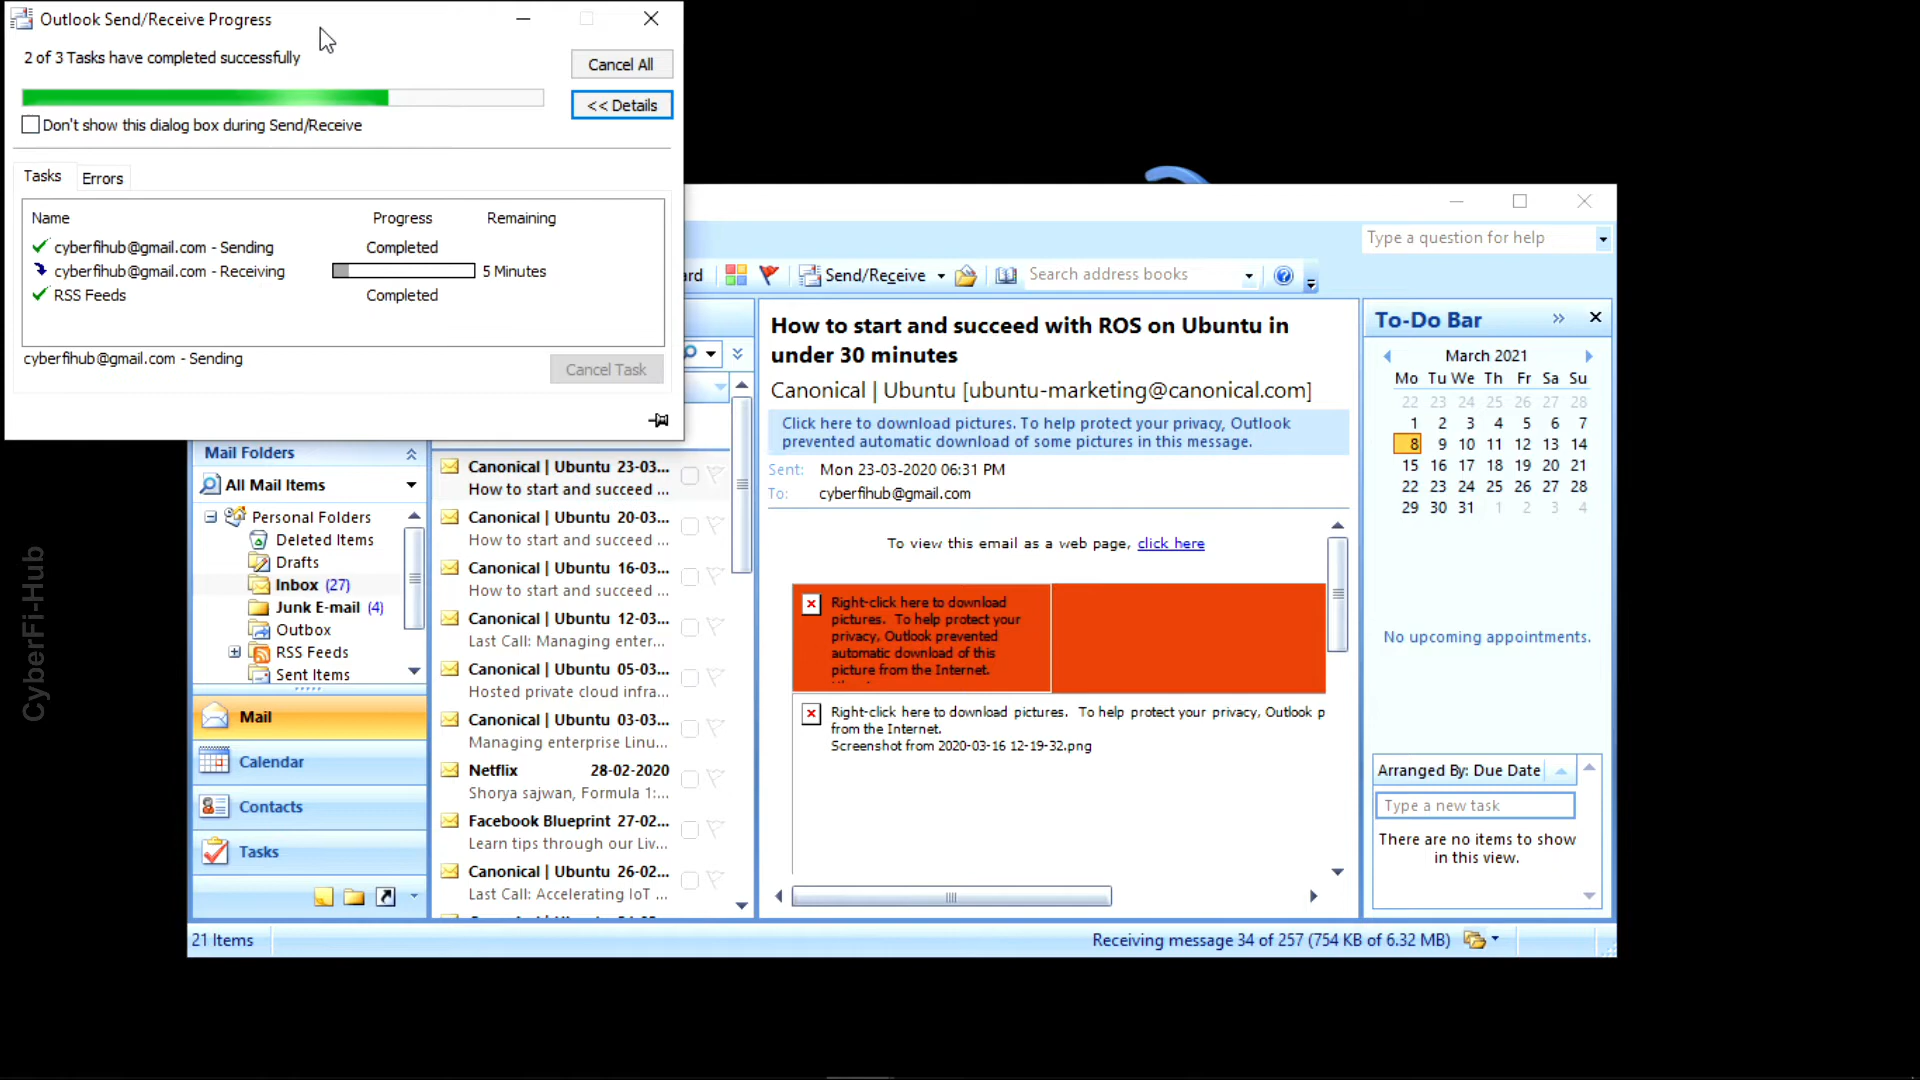 Outlook Send/Receive Progress
2 of 3 Tasks have completed successfully
Cancel All
<< Details
Don't show this dialog box during Send/Receive
Tasks
Errors
Name Progress Remaining
cyberfihub@gmail.com - Sending Completed
cyberfihub@gmail.com - Receiving 5 Minutes
RSS Feeds Completed
cyberfihub@gmail.com - Sending
Cancel Task
Type a question for help
Send/Receive
Search address books
Mail Folders
All Mail Items
Personal Folders
Deleted Items
Drafts
Inbox (27)
Junk E-mail (4)
Outbox
RSS Feeds
Sent Items
Mail
Calendar
Contacts
Tasks
Canonical | Ubuntu 23-03...
How to start and succeed ...
Canonical | Ubuntu 20-03...
How to start and succeed ...
Canonical | Ubuntu 16-03...
How to start and succeed ...
Canonical | Ubuntu 12-03...
Last Call: Managing enter...
Canonical | Ubuntu 05-03...
Hosted private cloud infra...
Canonical | Ubuntu 03-03...
Managing enterprise Linu...
Netflix 28-02-2020
Shorya sajwan, Formula 1:...
Facebook Blueprint 27-02...
Learn tips through our Liv...
Canonical | Ubuntu 26-02...
Last Call: Accelerating IoT ...
How to start and succeed with ROS on Ubuntu in
under 30 minutes
Canonical | Ubuntu [ubuntu-marketing@canonical.com]
Click here to download pictures. To help protect your privacy, Outlook
prevented automatic download of some pictures in this message.
Sent: Mon 23-03-2020 06:31 PM
To: cyberfihub@gmail.com
To view this email as a web page, click here
Right-click here to download
pictures. To help protect your
privacy, Outlook prevented
automatic download of this
picture from the Internet.
Right-click here to download pictures. To help protect your privacy, Outlook p
from the Internet.
Screenshot from 2020-03-16 12-19-32.png
To-Do Bar
March 2021
Mo Tu We Th Fr Sa Su
22 23 24 25 26 27 28
1 2 3 4 5 6 7
8 9 10 11 12 13 14
15 16 17 18 19 20 21
22 23 24 25 26 27 28
29 30 31 1 2 3 4
No upcoming appointments.
Arranged By: Due Date
Type a new task
There are no items to show
in this view.
21 Items
Receiving message 34 of 257 (754 KB of 6.32 MB)
CyberFi-Hub